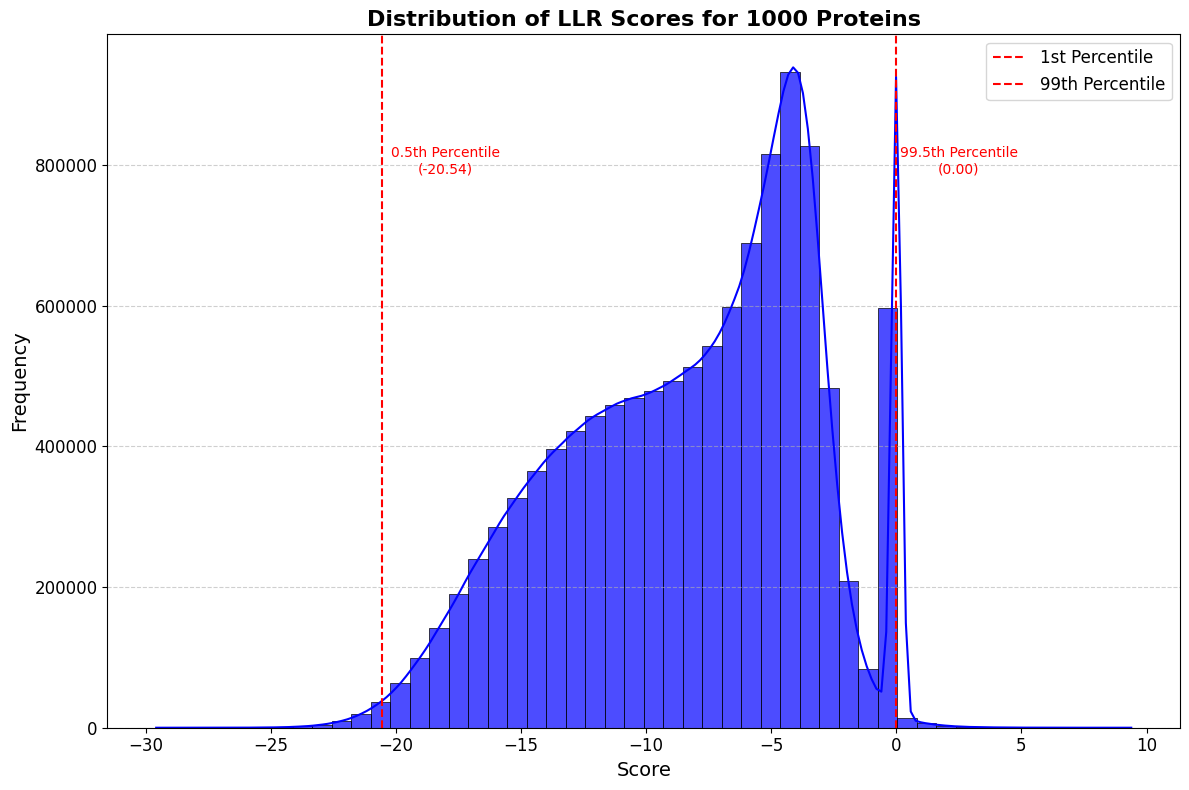 Distribution of LLR Scores for 1000 Proteins
1st Percentile
99th Percentile
0.5th Percentile
(-20.54)
99.5th Percentile
(0.00)
Frequency
800000
600000
400000
200000
0
−30
−25
−20
−15
−10
−5
0
5
10
Score